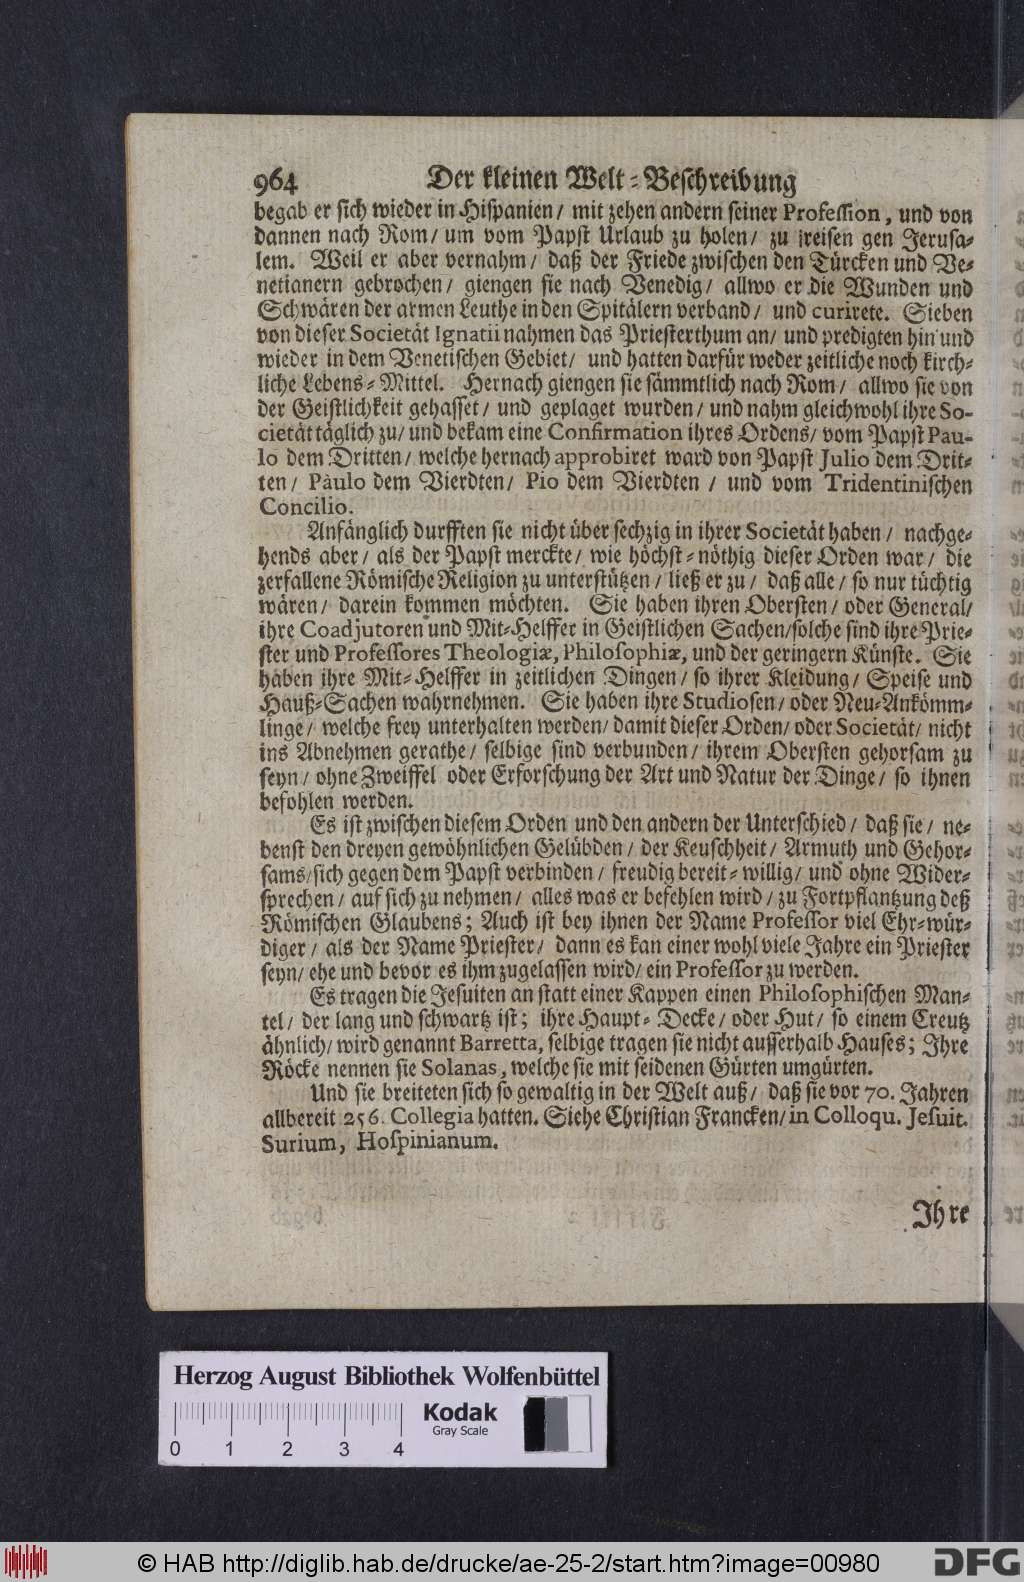 964 Der kleinen Welt-Beschreibung
begab er sich wieder in Hispanien/ mit zehen andern seiner Profession, und von
dannen nach Rom/ um vom Papst Urlaub zu holen/ zu reisen gen Jerusa-
lem. Weil er aber vernahm/ daß der Friede zwischen den Türcken und Ve-
netianern gebrochen/ giengen sie nach Venedig/ allwo er die Wunden und
Schwären der armen Leuthe in den Spitälern verband/ und curirete. Sieben
von dieser Societät Ignatii nahmen das Priesterthum an/ und predigten hin und
wieder in dem Venetischen Gebiet/ und hatten darfür weder zeitliche noch kirch-
liche Lebens-Mittel. Hernach giengen sie sämmtlich nach Rom/ allwo sie von
der Geistlichkeit gehasset/ und geplaget wurden/ und nahm gleichwohl ihre So-
cietät täglich zu/ und bekam eine Confirmation ihres Ordens/ vom Papst Pau-
lo dem Dritten/ welche hernach approbiret ward von Papst Julio dem Drit-
ten/ Paulo dem Vierdten/ Pio dem Vierdten/ und vom Tridentinischen
Concilio.
Anfänglich durfften sie nicht über sechzig in ihrer Societät haben/ nachge-
hends aber/ als der Papst merckte/ wie höchst-nöthig dieser Orden war/ die
zerfallene Römische Religion zu unterstützen/ ließ er zu/ daß alle/ so nur tüchtig
wären/ darein kommen möchten. Sie haben ihren Obersten/ oder General/
ihre Coadjutoren und Mit-Helffer in Geistlichen Sachen/ solche sind ihre Prie-
ster und Professores Theologiæ, Philosophiæ, und der geringern Künste. Sie
haben ihre Mit-Helffer in zeitlichen Dingen/ so ihrer Kleidung/ Speise und
Hauß-Sachen wahrnehmen. Sie haben ihre Studiosen/ oder Neu-Ankömm-
linge/ welche frey unterhalten werden/ damit dieser Orden/ oder Societät/ nicht
ins Abnehmen gerathe/ selbige sind verbunden/ ihrem Obersten gehorsam zu
seyn/ ohne Zweiffel oder Erforschung der Art und Natur der Dinge/ so ihnen
befohlen werden.
Es ist zwischen diesem Orden und den andern der Unterschied/ daß sie/ ne-
benst den dreyen gewöhnlichen Gelübden/ der Keuschheit/ Armuth und Gehor-
sams/ sich gegen dem Papst verbinden/ freudig bereit-willig/ und ohne Wider-
sprechen/ auf sich zu nehmen/ alles was er befehlen wird/ zu Fortpflantzung deß
Römischen Glaubens; Auch ist bey ihnen der Name Professor viel Ehr-wür-
diger/ als der Name Priester/ dann es kan einer wohl viele Jahre ein Priester
seyn/ ehe und bevor es ihm zugelassen wird/ ein Professor zu werden.
Es tragen die Jesuiten an statt einer Kappen einen Philosophischen Man-
tel/ der lang und schwartz ist; ihre Haupt-Decke/ oder Hut/ so einem Creutz
ähnlich/ wird genannt Barretta, selbige tragen sie nicht ausserhalb Hauses; Ihre
Röcke nennen sie Solanas, welche sie mit seidenen Gürten umgürten.
Und sie breiteten sich so gewaltig in der Welt auß/ daß sie vor 70. Jahren
allbereit 256. Collegia hatten. Siehe Christian Francken/ in Colloqu. Jesuit.
Surium, Hospinianum.
Ihre
Herzog August Bibliothek Wolfenbüttel
Kodak
Gray Scale
0 1 2 3 4
© HAB http://diglib.hab.de/drucke/ae-25-2/start.htm?image=00980
DFG